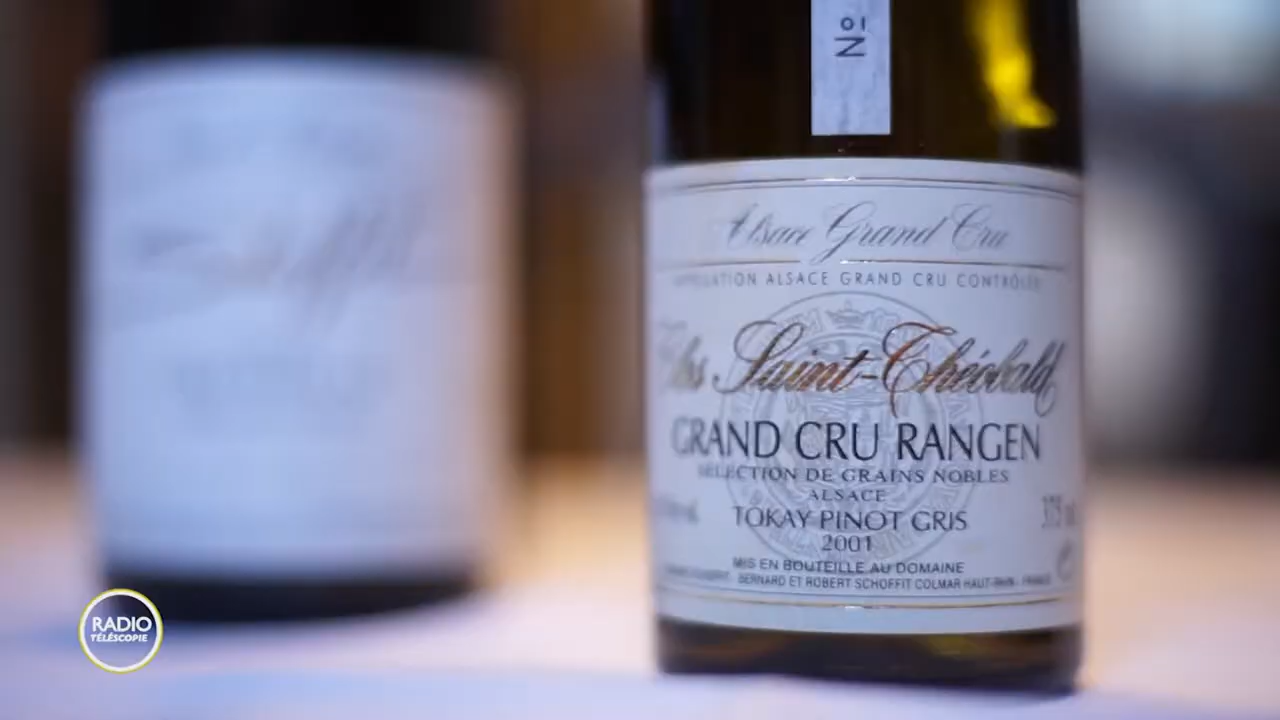 Nº
Alsace Grand Cru
APPELLATION ALSACE GRAND CRU CONTRÔLÉE
Clos Saint-Théobald
GRAND CRU RANGEN
SÉLECTION DE GRAINS NOBLES
ALSACE
TOKAY PINOT GRIS
375
2001
MIS EN BOUTEILLE AU DOMAINE
BERNARD ET ROBERT SCHOFFIT COLMAR HAUT-RHIN - FRANCE
RADIO
TÉLÉSCOPIE